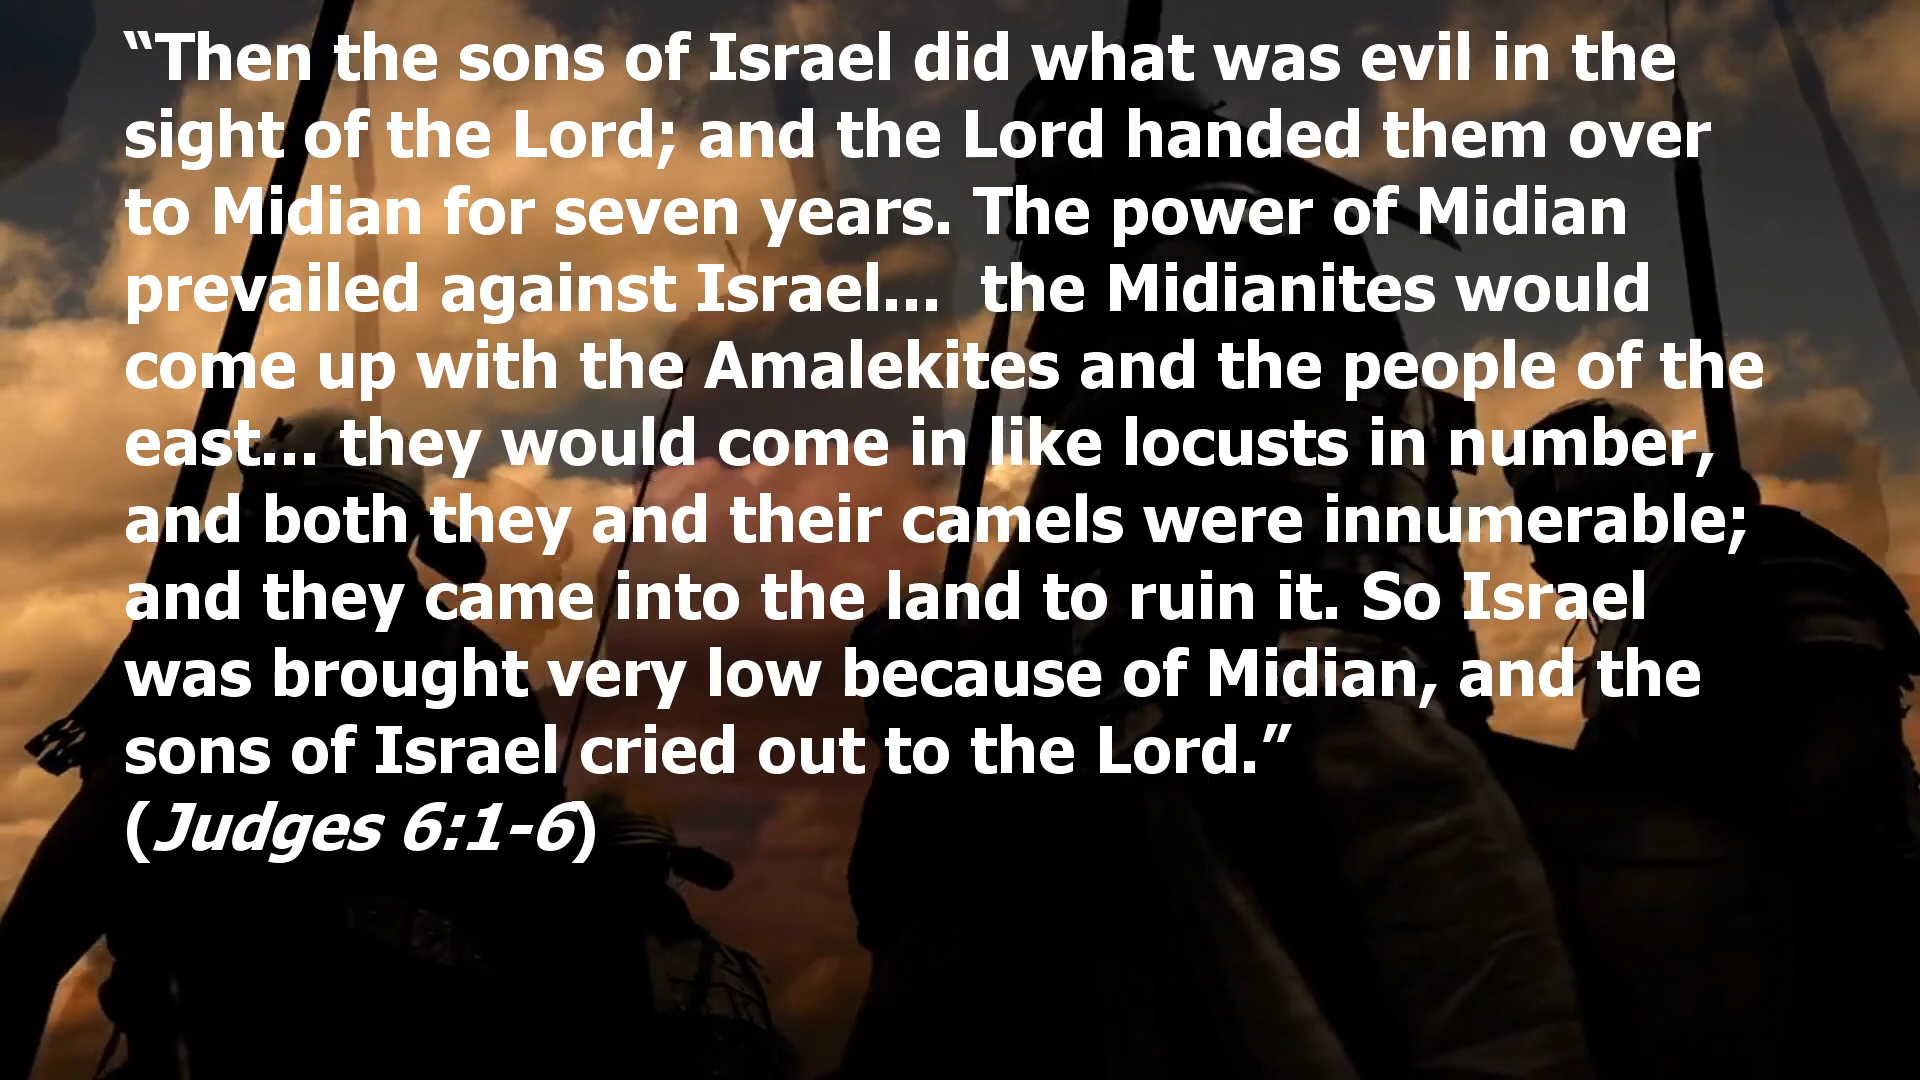 “Then the sons of Israel did what was evil in the
sight of the Lord; and the Lord handed them over
to Midian for seven years. The power of Midian
prevailed against Israel...  the Midianites would
come up with the Amalekites and the people of the
east... they would come in like locusts in number,
and both they and their camels were innumerable;
and they came into the land to ruin it. So Israel
was brought very low because of Midian, and the
sons of Israel cried out to the Lord.”
(Judges 6:1-6)